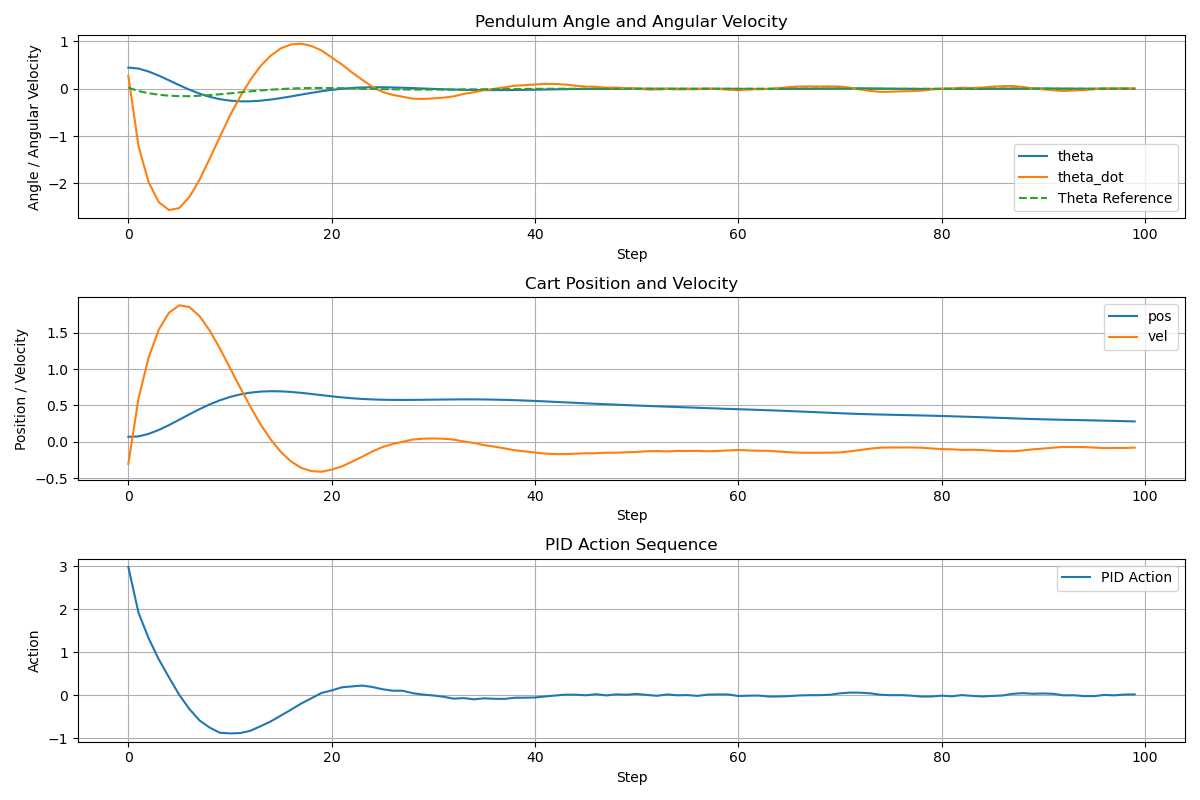 Pendulum Angle and Angular Velocity
Angle / Angular Velocity
1
0
−1
−2
theta
theta_dot
Theta Reference
0 20 40 60 80 100
Step
Cart Position and Velocity
Position / Velocity
1.5
1.0
0.5
0.0
−0.5
pos
vel
0 20 40 60 80 100
Step
PID Action Sequence
Action
3
2
1
0
−1
PID Action
0 20 40 60 80 100
Step